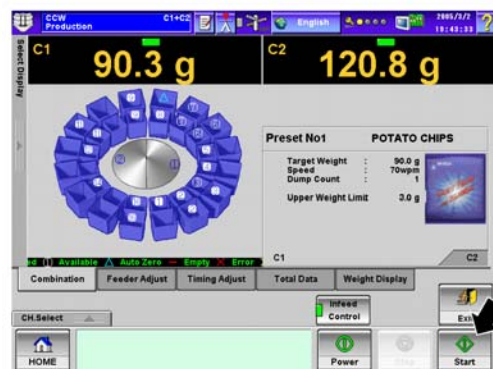 CCW
Production
C1+C2
English
2005/3/2
19:43:33
Select Display
C1
90.3 g
C2
120.8 g
Preset No1 POTATO CHIPS
Target Weight : 90.0 g
Speed : 70wpm
Dump Count : 1
Upper Weight Limit 3.0 g
ed [1] Available Auto Zero Empty Error
C1
C2
Combination
Feeder Adjust
Timing Adjust
Total Data
Weight Display
Infeed
Control
Exit
CH.Select
HOME
Power
Stop
Start